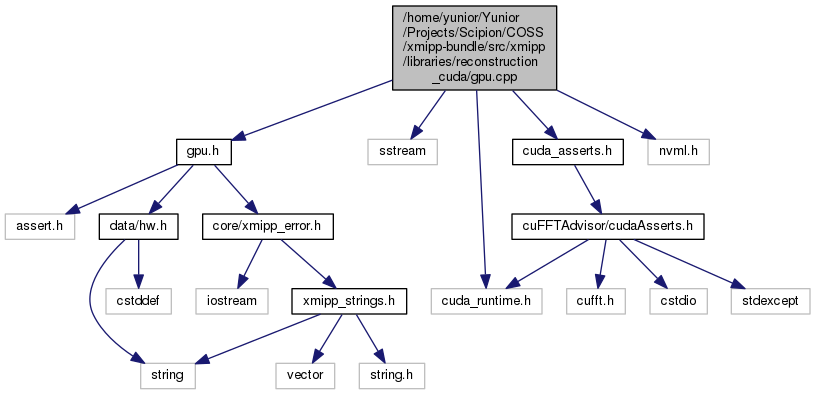 /home/yunior/Yunior
/Projects/Scipion/COSS
/xmipp-bundle/src/xmipp
/libraries/reconstruction
_cuda/gpu.cpp
gpu.h
sstream
cuda_asserts.h
nvml.h
assert.h
data/hw.h
core/xmipp_error.h
cuFFTAdvisor/cudaAsserts.h
cstddef
iostream
xmipp_strings.h
cuda_runtime.h
cufft.h
cstdio
stdexcept
string
vector
string.h